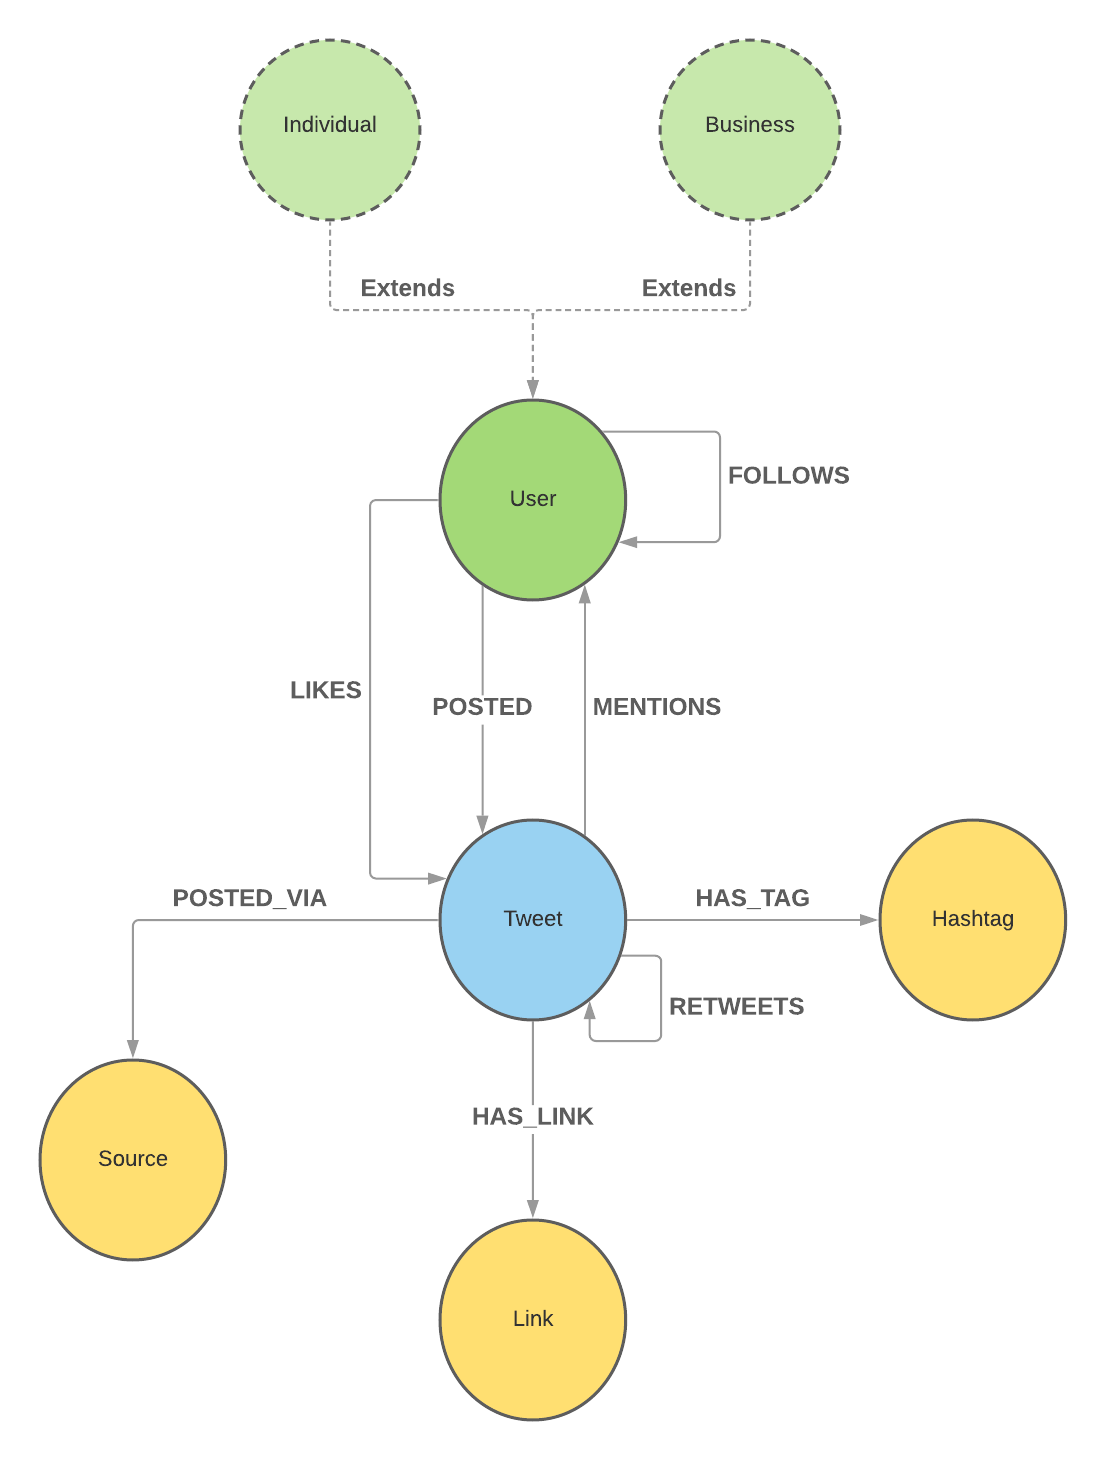 Individual
Business
Extends
Extends
User
FOLLOWS
LIKES
POSTED
MENTIONS
POSTED_VIA
Tweet
HAS_TAG
Hashtag
RETWEETS
HAS_LINK
Source
Link